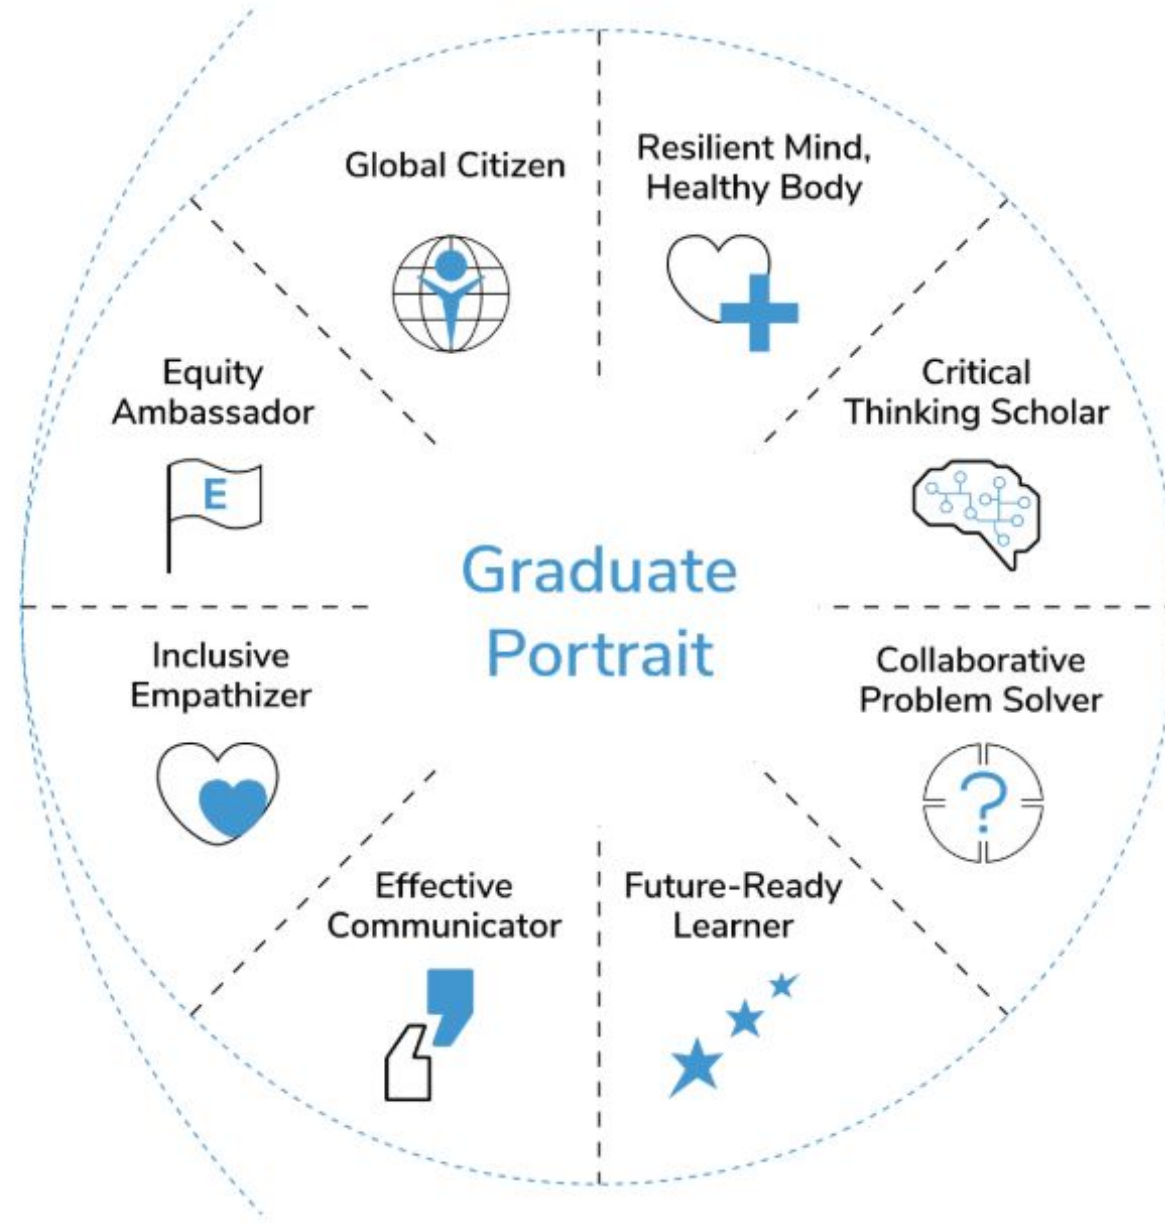 Global Citizen
Resilient Mind,
Healthy Body
Equity
Ambassador
E
Critical
Thinking Scholar
Graduate
Portrait
Inclusive
Empathizer
Collaborative
Problem Solver
?
Effective
Communicator
Future-Ready
Learner